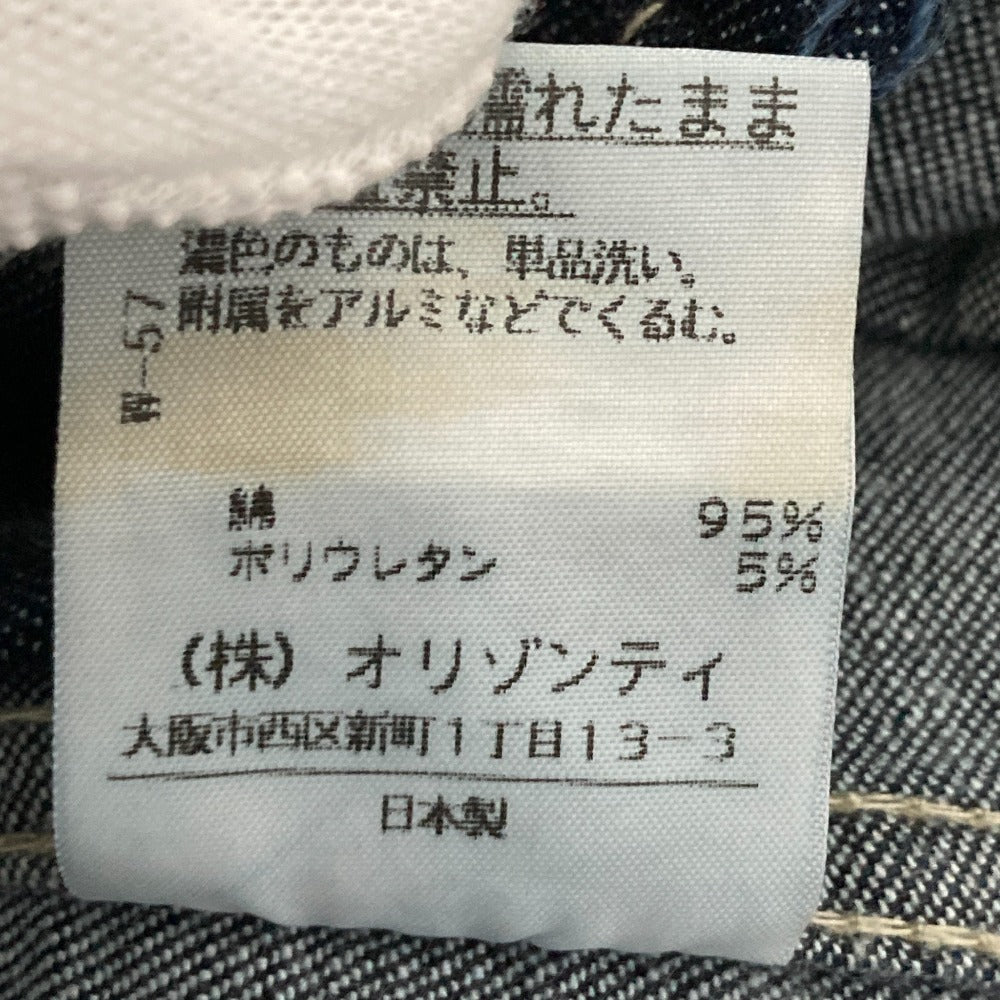 濡れたまま
禁止。
濃色のものは、単品洗い。
附属をアルミなどでくるむ。
-57
綿 95%
ポリウレタン 5%
(株) オリゾンティ
大阪市西区新町1丁目13-3
日本製